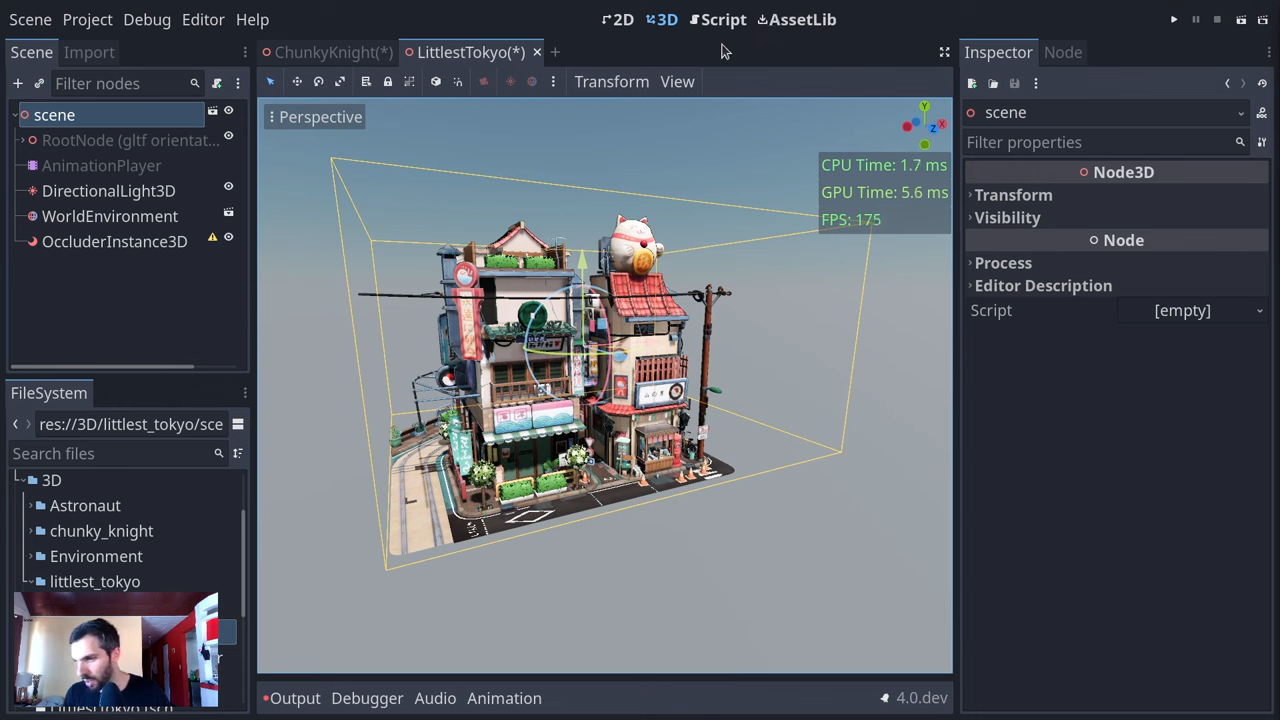 Scene Project Debug Editor Help 2D 3D Script AssetLib
Scene Import ChunkyKnight(*) LittlestTokyo(*) Inspector Node
Filter nodes Transform View
scene Perspective scene
RootNode (gltf orientat... Filter properties
AnimationPlayer CPU Time: 1.7 ms Node3D
DirectionalLight3D GPU Time: 5.6 ms Transform
WorldEnvironment FPS: 175 Visibility
OccluderInstance3D Node
Process
Editor Description
Script [empty]
FileSystem
res://3D/littlest_tokyo/sce
Search files
3D
Astronaut
chunky_knight
Environment
littlest_tokyo
Output Debugger Audio Animation 4.0.dev